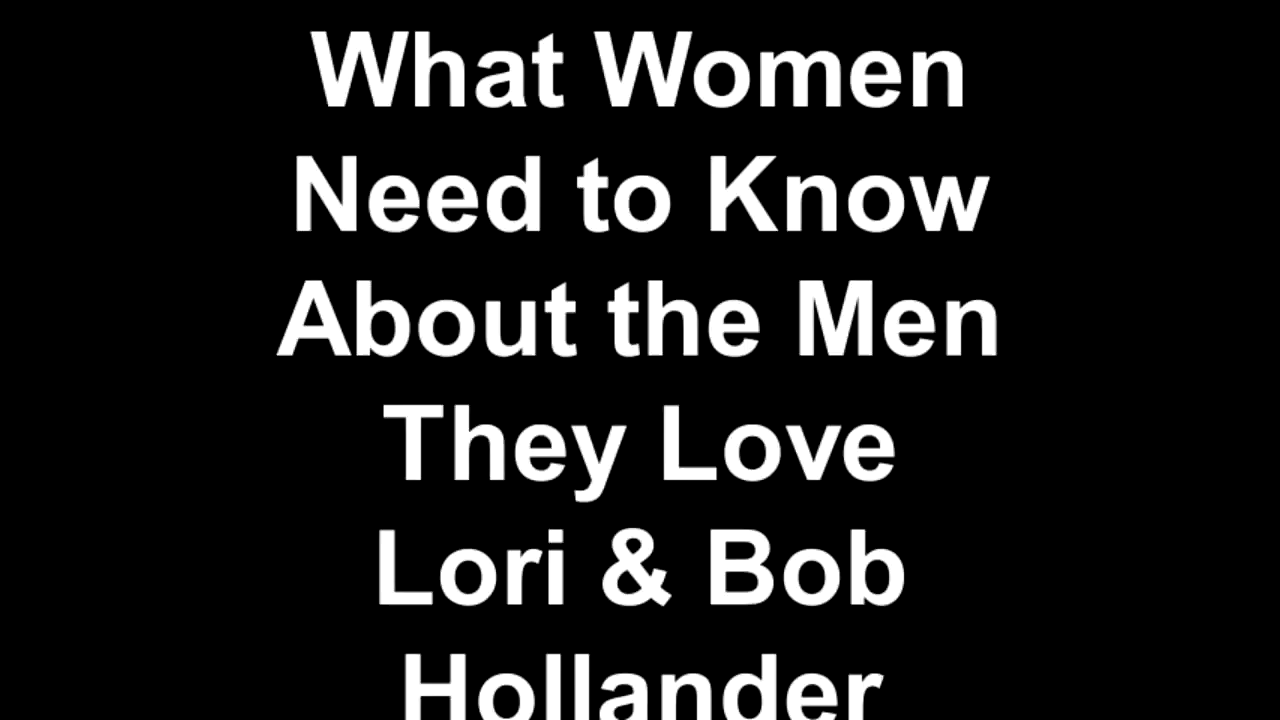 What Women
Need to Know
About the Men
They Love
Lori & Bob
Hollander